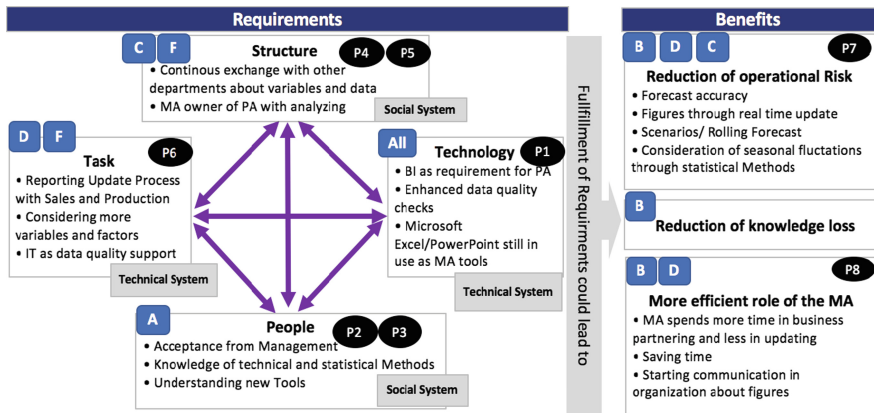 Requirements
C F
Structure
P4 P5
• Continous exchange with other
departments about variables and data
• MA owner of PA with analyzing
Social System
D F
Task
P6
• Reporting Update Process
with Sales and Production
• Considering more
variables and factors
• IT as data quality support
Technical System
All
Technology
P1
• BI as requirement for PA
• Enhanced data quality
checks
• Microsoft
Excel/PowerPoint still in
use as MA tools
Technical System
A
People
P2 P3
• Acceptance from Management
• Knowledge of technical and statistical Methods
• Understanding new Tools
Social System
Fullfillment of Requirments could lead to
Benefits
B D C
P7
Reduction of operational Risk
• Forecast accuracy
• Figures through real time update
• Scenarios/ Rolling Forecast
• Consideration of seasonal fluctations
through statistical Methods
B
Reduction of knowledge loss
B D
P8
More efficient role of the MA
• MA spends more time in business
partnering and less in updating
• Saving time
• Starting communication in
organization about figures